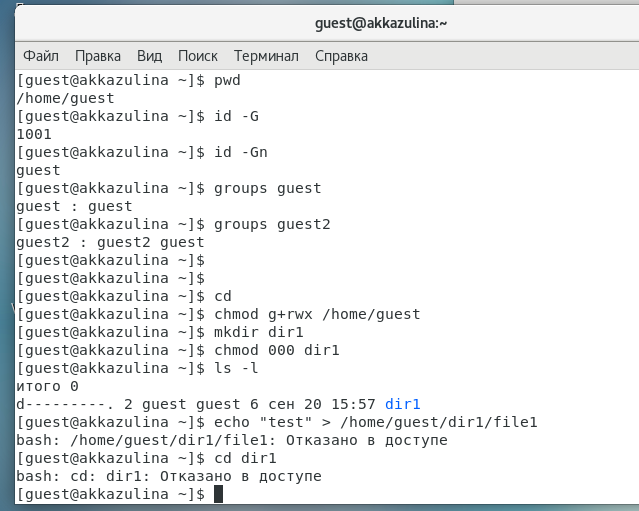 guest@akkazulina:~
Файл Правка Вид Поиск Терминал Справка
[guest@akkazulina ~]$ pwd
/home/guest
[guest@akkazulina ~]$ id -G
1001
[guest@akkazulina ~]$ id -Gn
guest
[guest@akkazulina ~]$ groups guest
guest : guest
[guest@akkazulina ~]$ groups guest2
guest2 : guest2 guest
[guest@akkazulina ~]$
[guest@akkazulina ~]$
[guest@akkazulina ~]$ cd
[guest@akkazulina ~]$ chmod g+rwx /home/guest
[guest@akkazulina ~]$ mkdir dir1
[guest@akkazulina ~]$ chmod 000 dir1
[guest@akkazulina ~]$ ls -l
итого 0
d---------. 2 guest guest 6 сен 20 15:57 dir1
[guest@akkazulina ~]$ echo "test" > /home/guest/dir1/file1
bash: /home/guest/dir1/file1: Отказано в доступе
[guest@akkazulina ~]$ cd dir1
bash: cd: dir1: Отказано в доступе
[guest@akkazulina ~]$